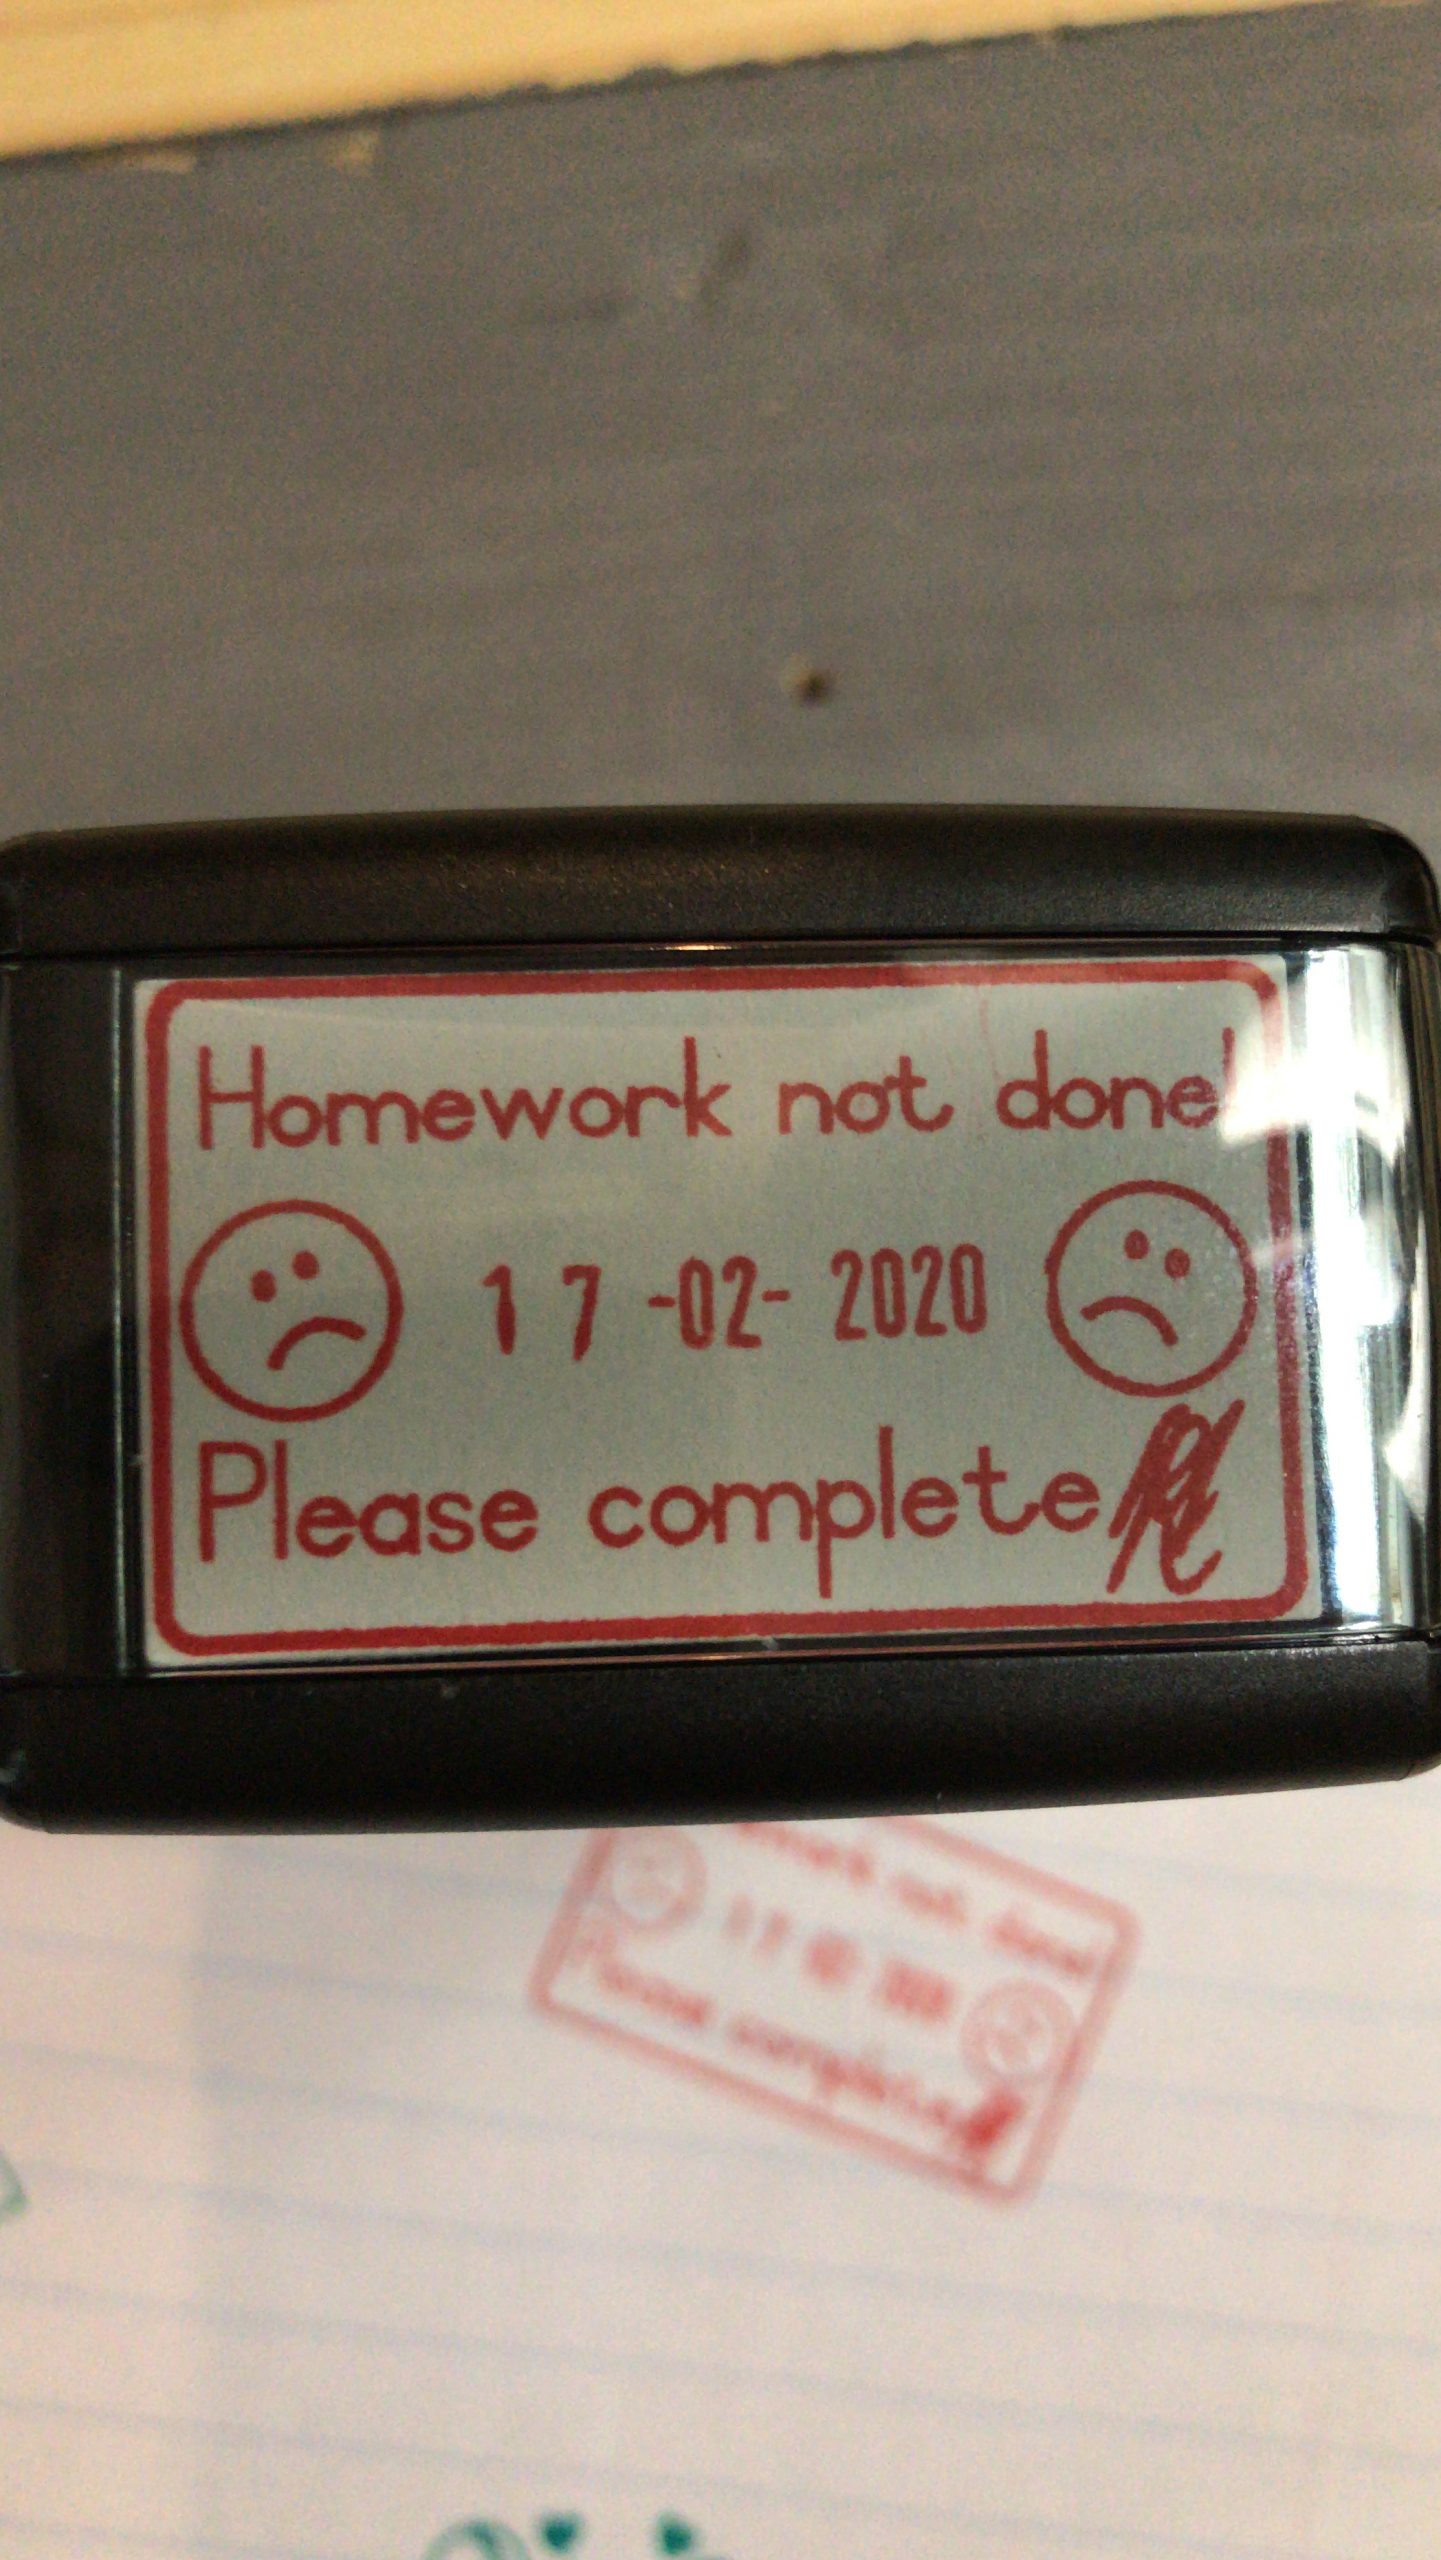 Homework not done!
17 -02- 2020
Please complete